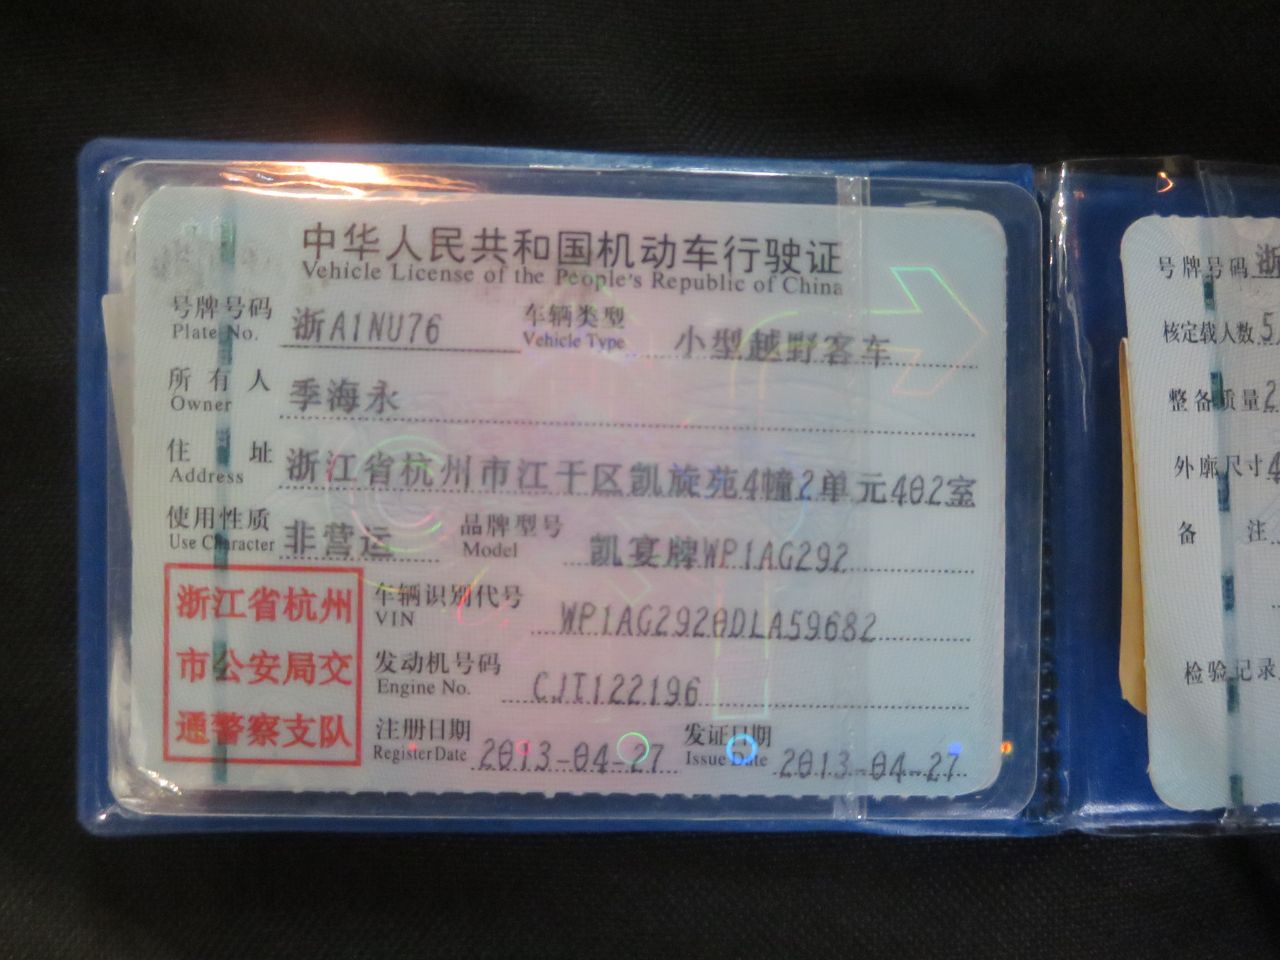 中华人民共和国机动车行驶证
Vehicle License of the People's Republic of China
号牌号码 浙A1NU76 车辆类型 小型越野客车
Plate No. Vehicle Type
所有人 季海永
Owner
住址 浙江省杭州市江干区凯旋苑4幢2单元402室
Address
使用性质 非营运 品牌型号 凯宴牌WP1AG292
Use Character Model
浙江省杭州
市公安局交
通警察支队
车辆识别代号 WP1AG2920DLA59682
VIN
发动机号码 CJT122196
Engine No.
注册日期 2013-04-27 发证日期 2013-04-27
Register Date Issue Date
号牌号码 浙
核定载人数 5
整备质量 2
外廓尺寸 4
备注
检验记录